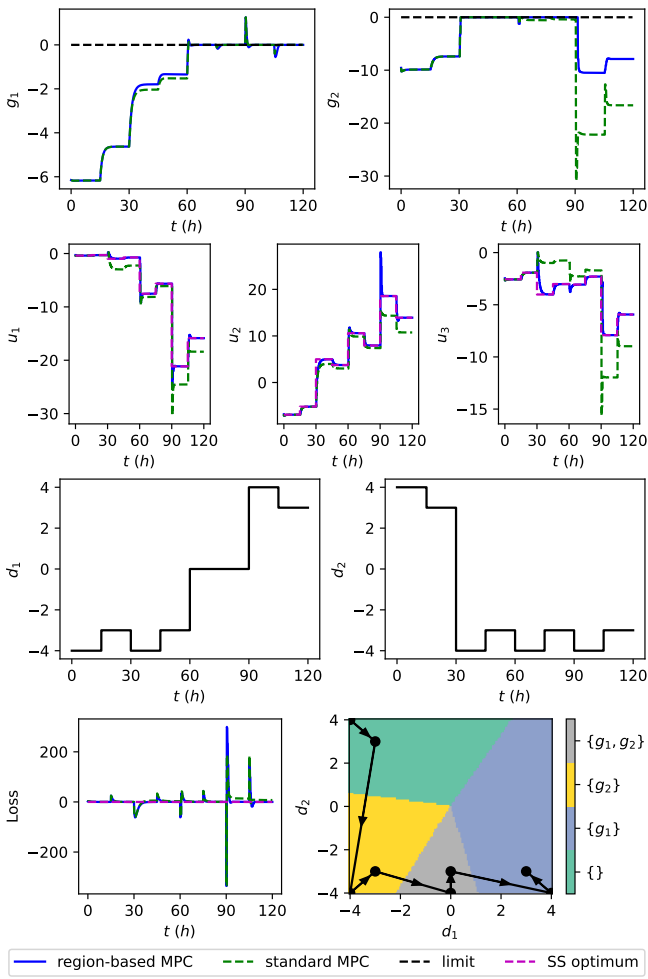 0
−2
−4
−6
g1
0 30 60 90 120
t (h)
0
−10
−20
−30
g2
0 30 60 90 120
t (h)
0
−10
−20
−30
u1
0 30 60 90 120
t (h)
20
10
0
u2
0 30 60 90 120
t (h)
0
−5
−10
−15
u3
0 30 60 90 120
t (h)
4
2
0
−2
−4
d1
0 30 60 90 120
t (h)
4
2
0
−2
−4
d2
0 30 60 90 120
t (h)
200
0
−200
Loss
0 30 60 90 120
t (h)
4
2
0
−2
−4
d2
−4 −2 0 2 4
d1
{g1, g2}
{g2}
{g1}
{}
region-based MPC standard MPC limit SS optimum